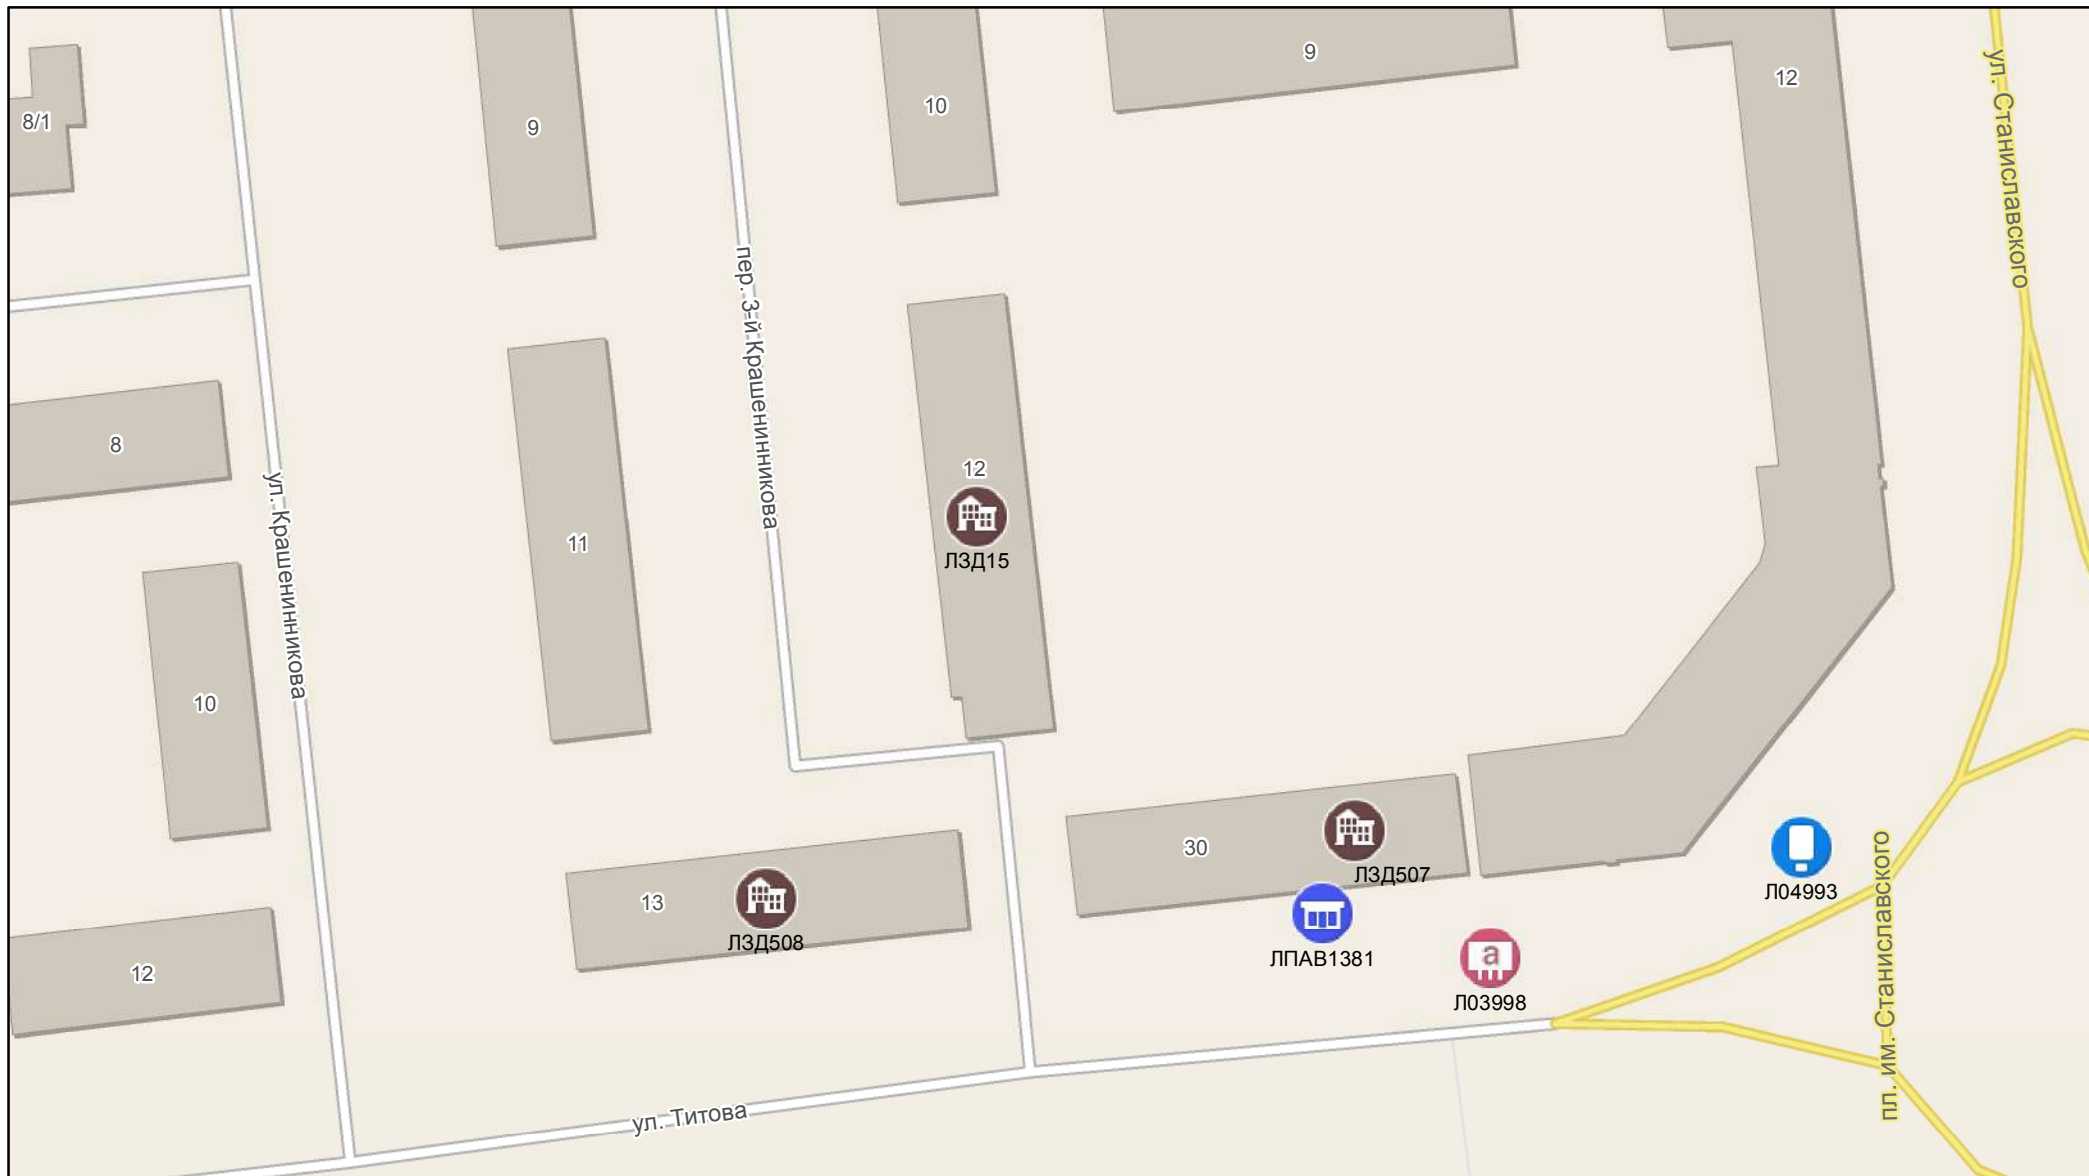 9
12
8/1
10
9
ул. Станиславского
пер. 3-й Крашенинникова
8
12
ул. Крашенинникова
11
ЛЗД15
10
30
ЛЗД507
Л04993
13
ЛЗД508
ЛПАВ1381
a
Л03998
12
пл. им. Станиславского
ул. Титова